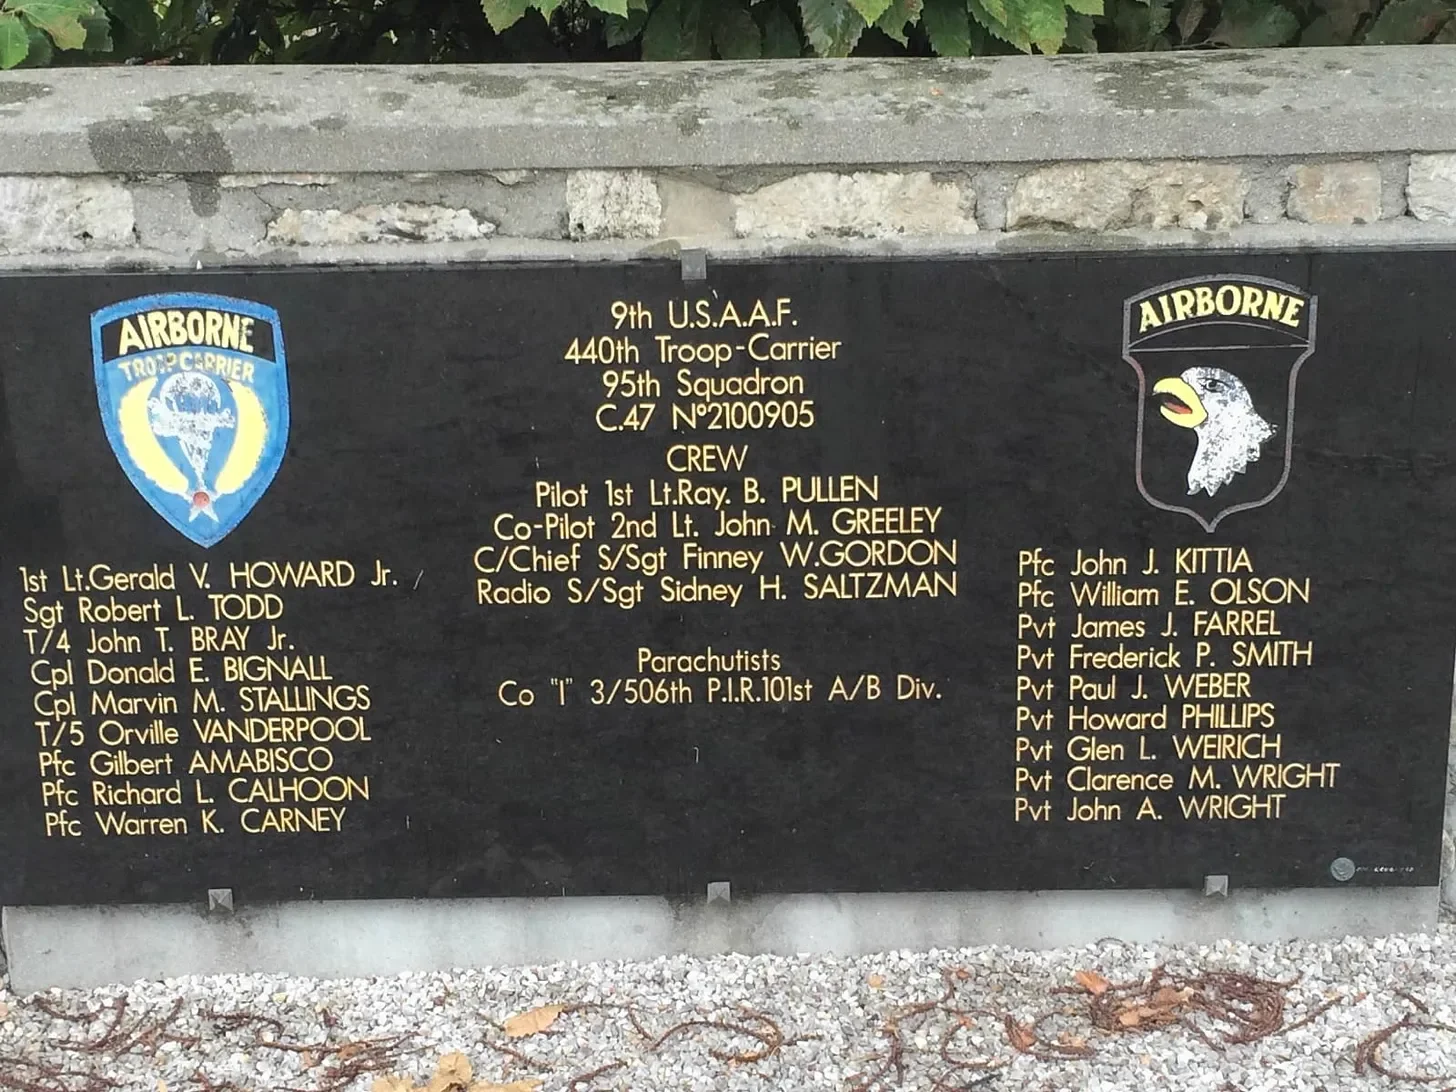 AIRBORNE
TROOP CARRIER
1st Lt.Gerald V. HOWARD Jr.
Sgt Robert L. TODD
T/4 John T. BRAY Jr.
Cpl Donald E. BIGNALL
Cpl Marvin M. STALLINGS
T/5 Orville VANDERPOOL
Pfc Gilbert AMABISCO
Pfc Richard L. CALHOON
Pfc Warren K. CARNEY
9th U.S.A.A.F.
440th Troop-Carrier
95th Squadron
C.47 N°2100905
CREW
Pilot 1st Lt.Ray. B. PULLEN
Co-Pilot 2nd Lt. John M. GREELEY
C/Chief S/Sgt Finney W.GORDON
Radio S/Sgt Sidney H. SALTZMAN
Parachutists
Co "I" 3/506th P.I.R.101st A/B Div.
AIRBORNE
Pfc John J. KITTIA
Pfc William E. OLSON
Pvt James J. FARREL
Pvt Frederick P. SMITH
Pvt Paul J. WEBER
Pvt Howard PHILLIPS
Pvt Glen L. WEIRICH
Pvt Clarence M. WRIGHT
Pvt John A. WRIGHT